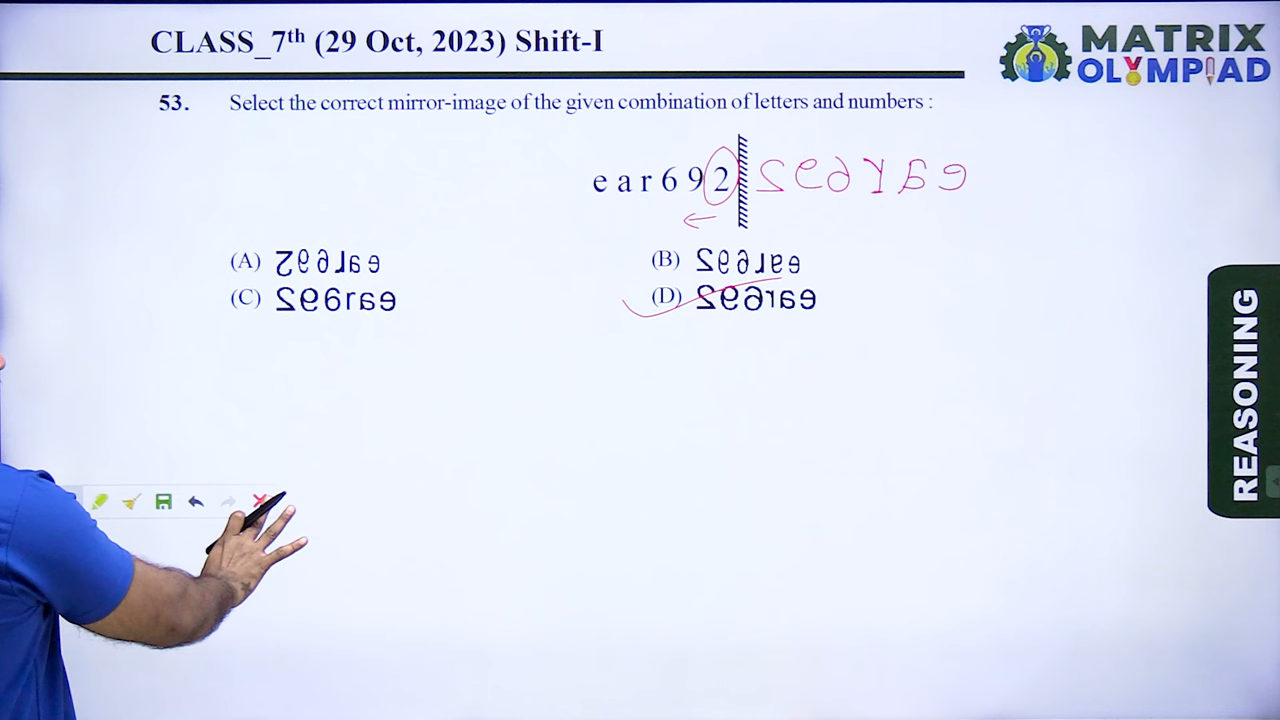 CLASS_7th (29 Oct, 2023) Shift-I
MATRIX
OLYMPIAD
53. Select the correct mirror-image of the given combination of letters and numbers :
e a r 6 9 2
(A)
(B)
(C)
(D)
REASONING